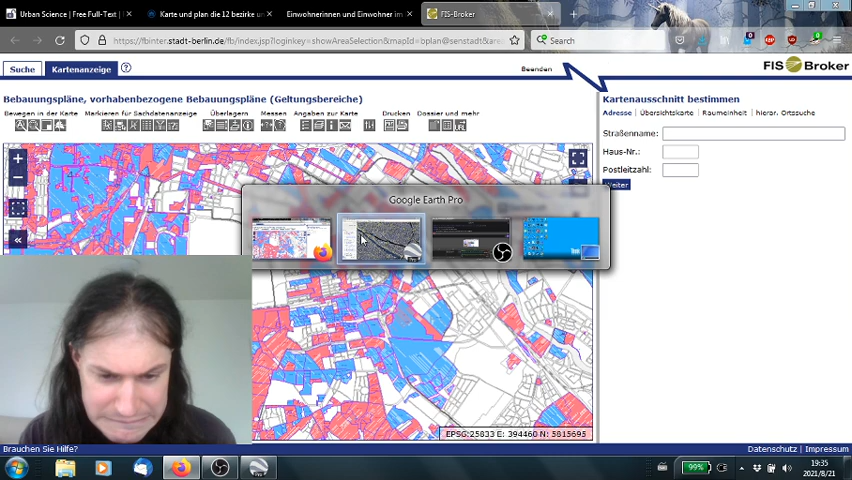 Urban Science | Free Full-Text |
Karte und plan die 12 bezirke un
Einwohnerinnen und Einwohner im
FIS-Broker
https://fbinter.stadt-berlin.de/fb/index.jsp?loginkey=showAreaSelection&mapId=bplan@senstadt&are
Search
Suche
Kartenanzeige
Beenden
FIS Broker
Bebauungspläne, vorhabenbezogene Bebauungspläne (Geltungsbereiche)
Bewegen in der Karte
Markieren für Sachdatenanzeige
Überlagern
Messen
Angaben zur Karte
Drucken
Dossier und mehr
Kartenausschnitt bestimmen
Adresse | Übersichtskarte | Raumeinheit | hierar. Ortssuche
Straßenname:
Haus-Nr.:
Postleitzahl:
Weiter
Google Earth Pro
EPSG:25833 E: 394460 N: 5815695
Brauchen Sie Hilfe?
Datenschutz | Impressum
99%
19:35
2021/8/21